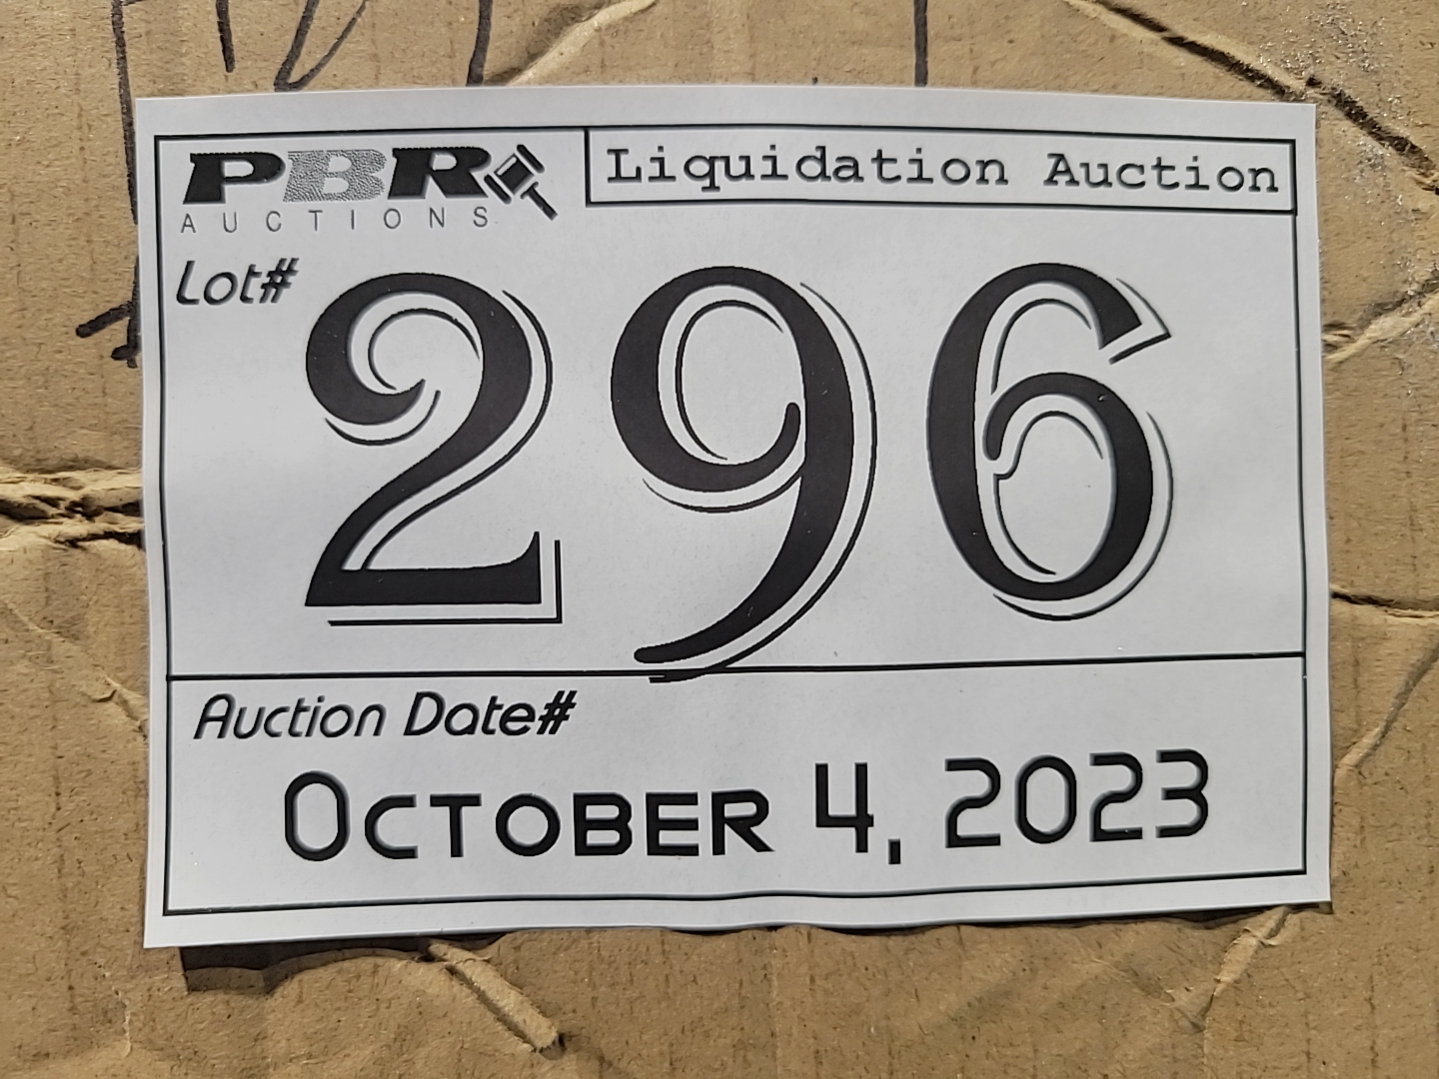 PBR
AUCTIONS
Liquidation Auction
Lot#
296
Auction Date#
October 4, 2023